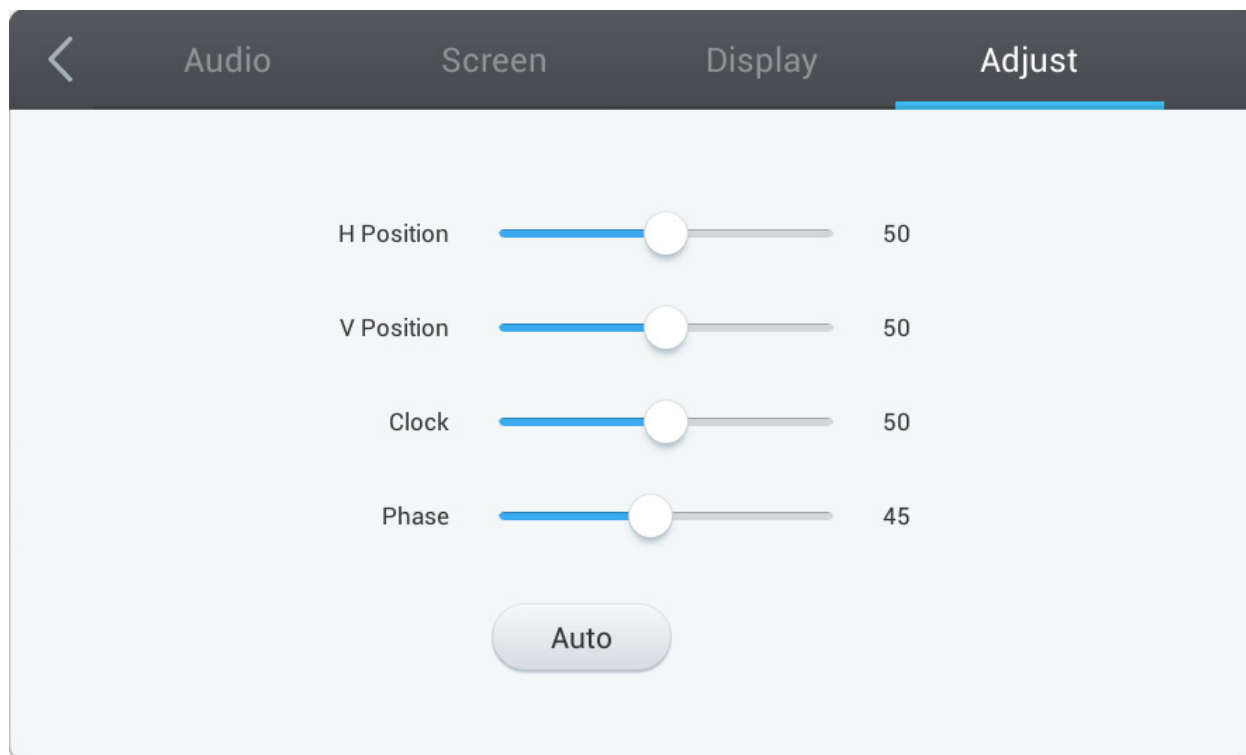 Audio Screen Display Adjust
H Position 50
V Position 50
Clock 50
Phase 45
Auto